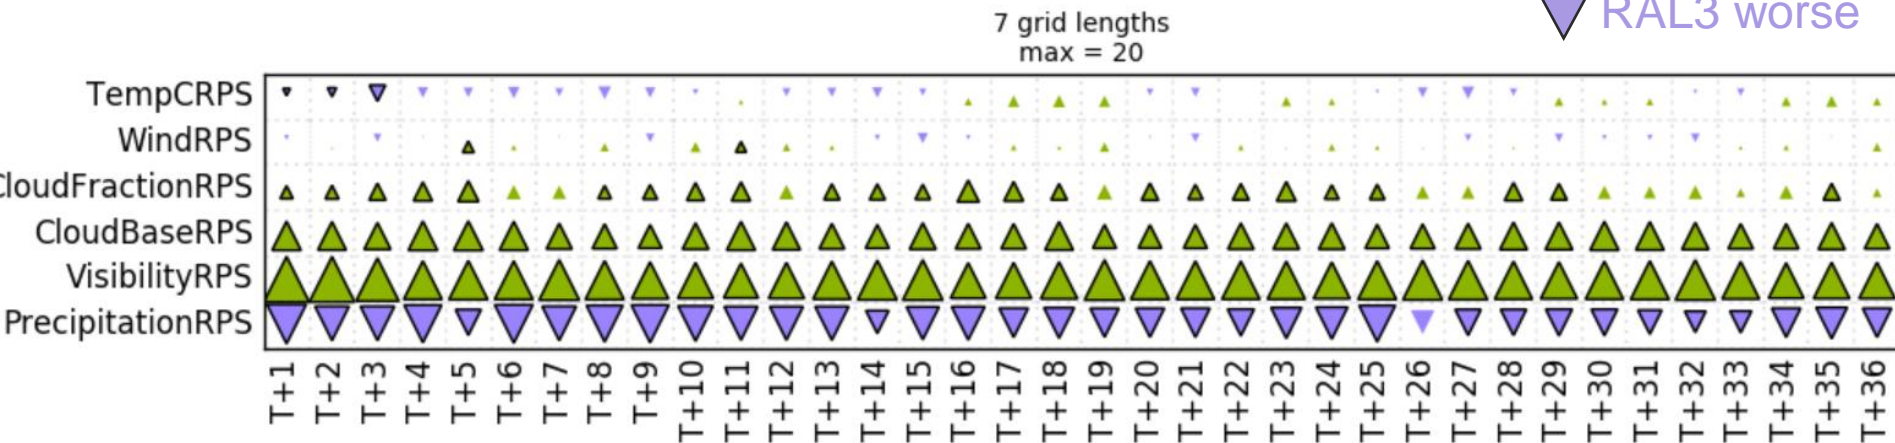 7 grid lengths
max = 20
RAL3 worse
TempCRPS
WindRPS
CloudFractionRPS
CloudBaseRPS
VisibilityRPS
PrecipitationRPS
T+1 T+2 T+3 T+4 T+5 T+6 T+7 T+8 T+9 T+10 T+11 T+12 T+13 T+14 T+15 T+16 T+17 T+18 T+19 T+20 T+21 T+22 T+23 T+24 T+25 T+26 T+27 T+28 T+29 T+30 T+31 T+32 T+33 T+34 T+35 T+36